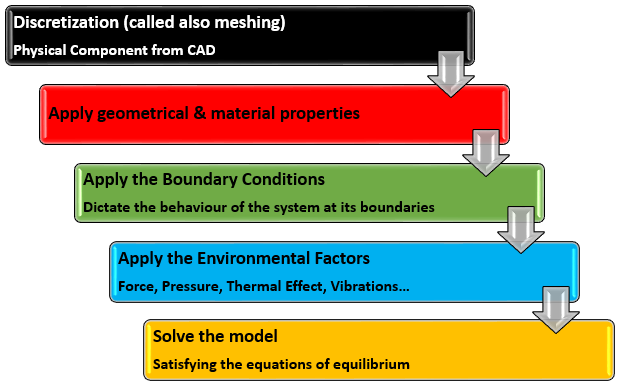 Discretization (called also meshing)
Physical Component from CAD
Apply geometrical & material properties
Apply the Boundary Conditions
Dictate the behaviour of the system at its boundaries
Apply the Environmental Factors
Force, Pressure, Thermal Effect, Vibrations...
Solve the model
Satisfying the equations of equilibrium